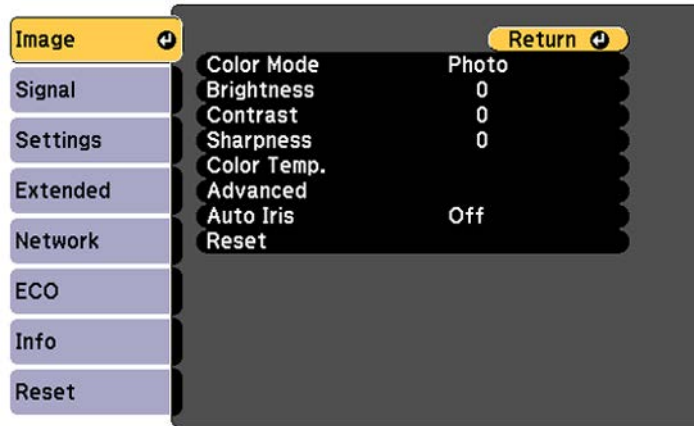 Image
Signal
Settings
Extended
Network
ECO
Info
Reset
Return
Color Mode Photo
Brightness 0
Contrast 0
Sharpness 0
Color Temp.
Advanced
Auto Iris Off
Reset